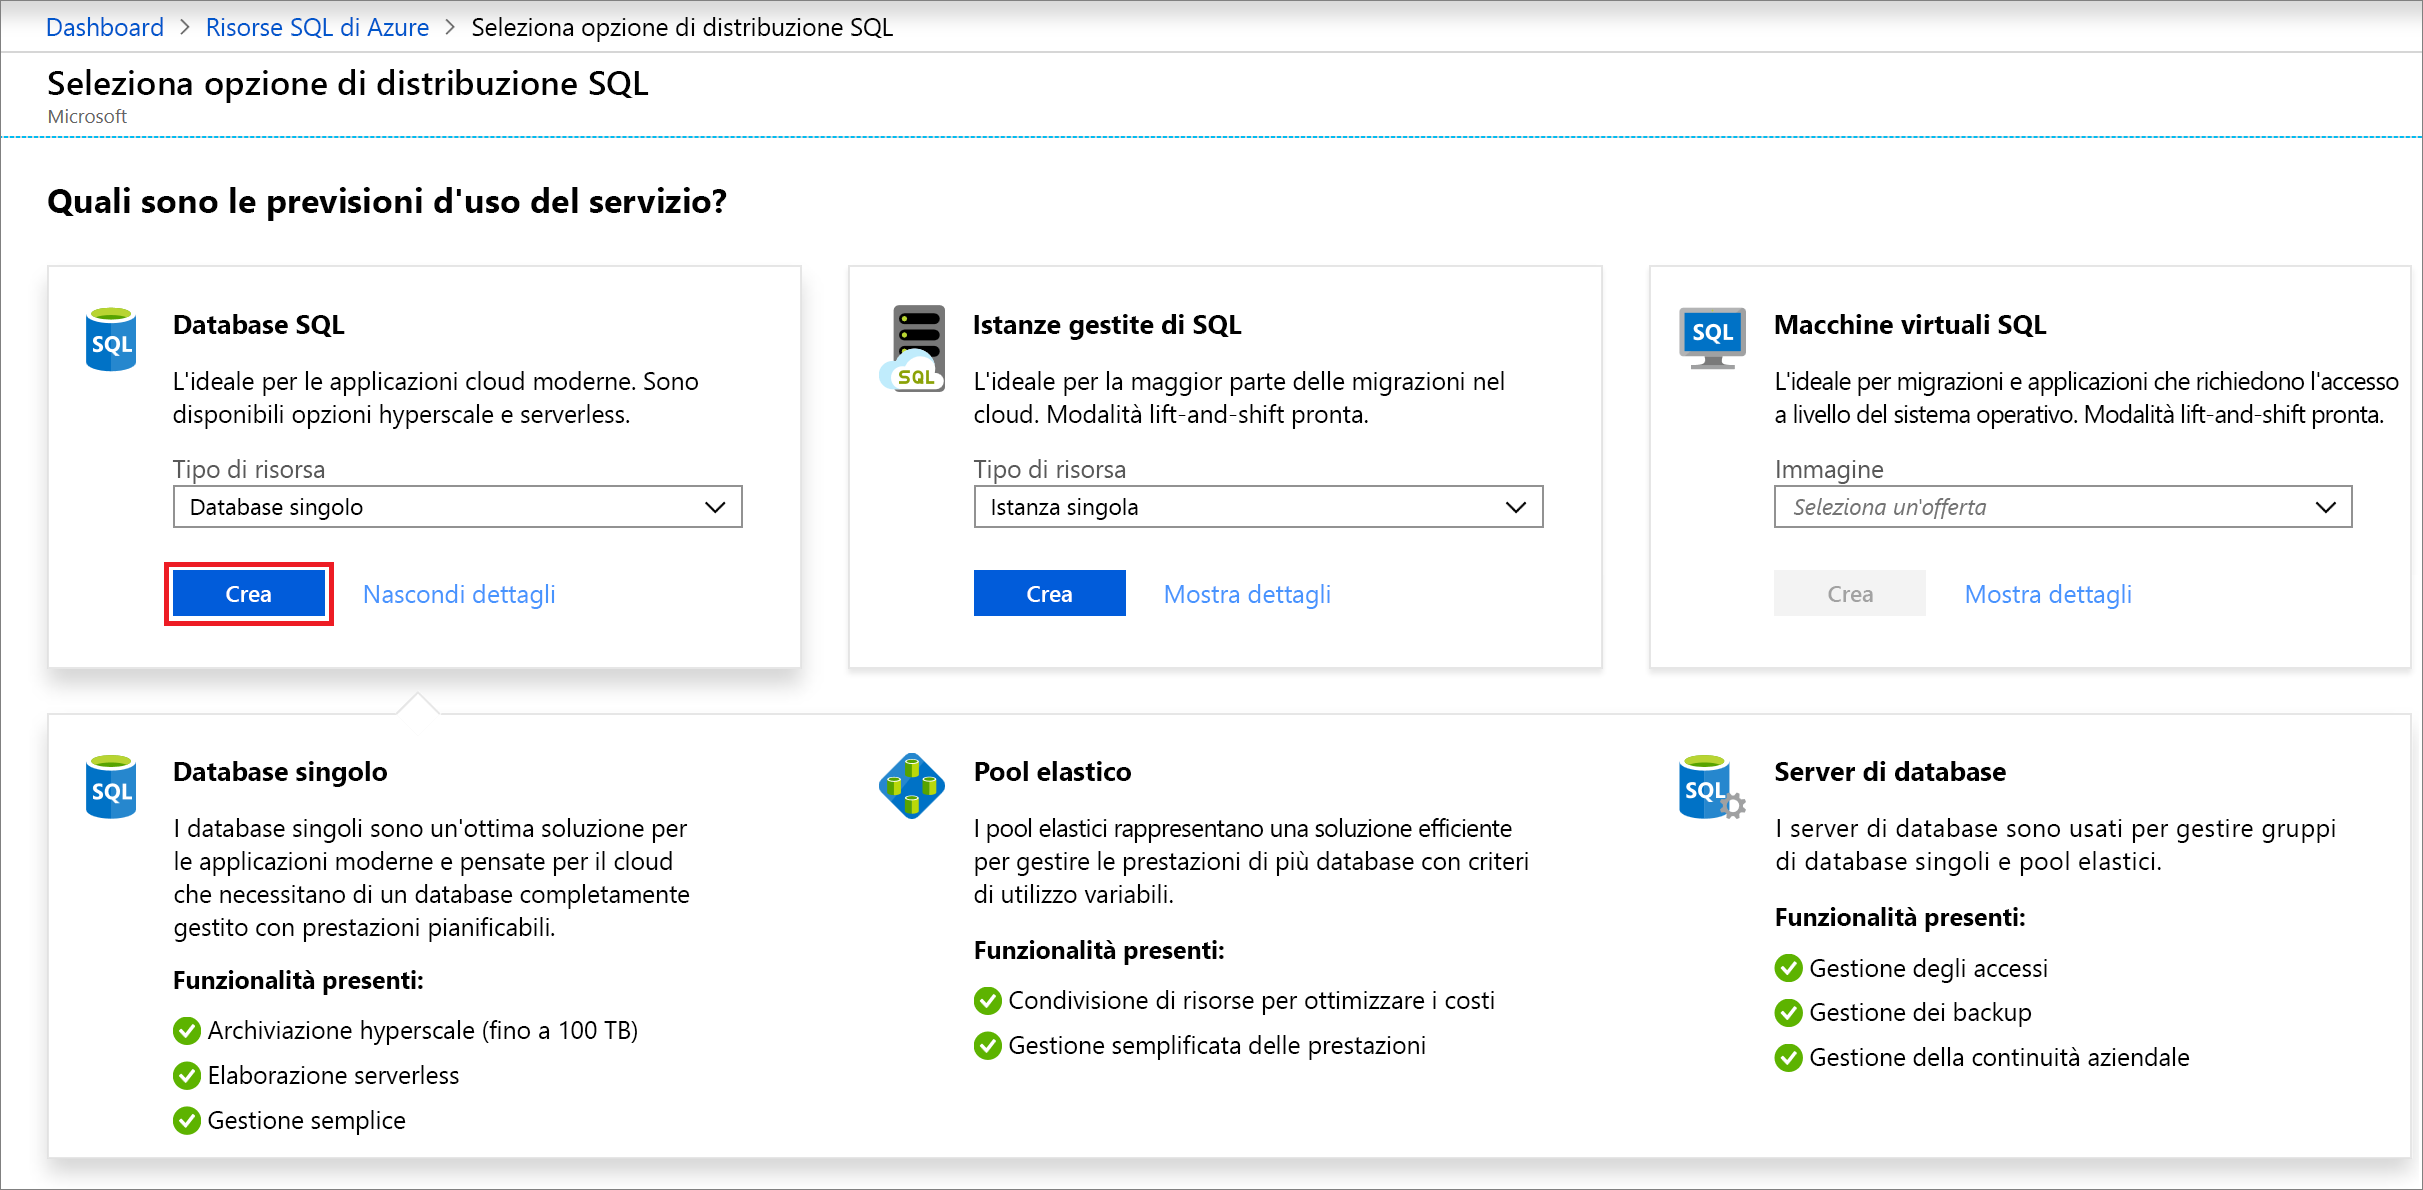 Dashboard > Risorse SQL di Azure > Seleziona opzione di distribuzione SQL
Seleziona opzione di distribuzione SQL
Microsoft
Quali sono le previsioni d'uso del servizio?
SQL
Database SQL
L'ideale per le applicazioni cloud moderne. Sono
disponibili opzioni hyperscale e serverless.
Tipo di risorsa
Database singolo
Crea
Nascondi dettagli
SQL
Istanze gestite di SQL
L'ideale per la maggior parte delle migrazioni nel
cloud. Modalità lift-and-shift pronta.
Tipo di risorsa
Istanza singola
Crea
Mostra dettagli
SQL
Macchine virtuali SQL
L'ideale per migrazioni e applicazioni che richiedono l'accesso
a livello del sistema operativo. Modalità lift-and-shift pronta.
Immagine
Seleziona un'offerta
Crea
Mostra dettagli
SQL
Database singolo
I database singoli sono un'ottima soluzione per
le applicazioni moderne e pensate per il cloud
che necessitano di un database completamente
gestito con prestazioni pianificabili.
Funzionalità presenti:
Archiviazione hyperscale (fino a 100 TB)
Elaborazione serverless
Gestione semplice
Pool elastico
I pool elastici rappresentano una soluzione efficiente
per gestire le prestazioni di più database con criteri
di utilizzo variabili.
Funzionalità presenti:
Condivisione di risorse per ottimizzare i costi
Gestione semplificata delle prestazioni
SQL
Server di database
I server di database sono usati per gestire gruppi
di database singoli e pool elastici.
Funzionalità presenti:
Gestione degli accessi
Gestione dei backup
Gestione della continuità aziendale